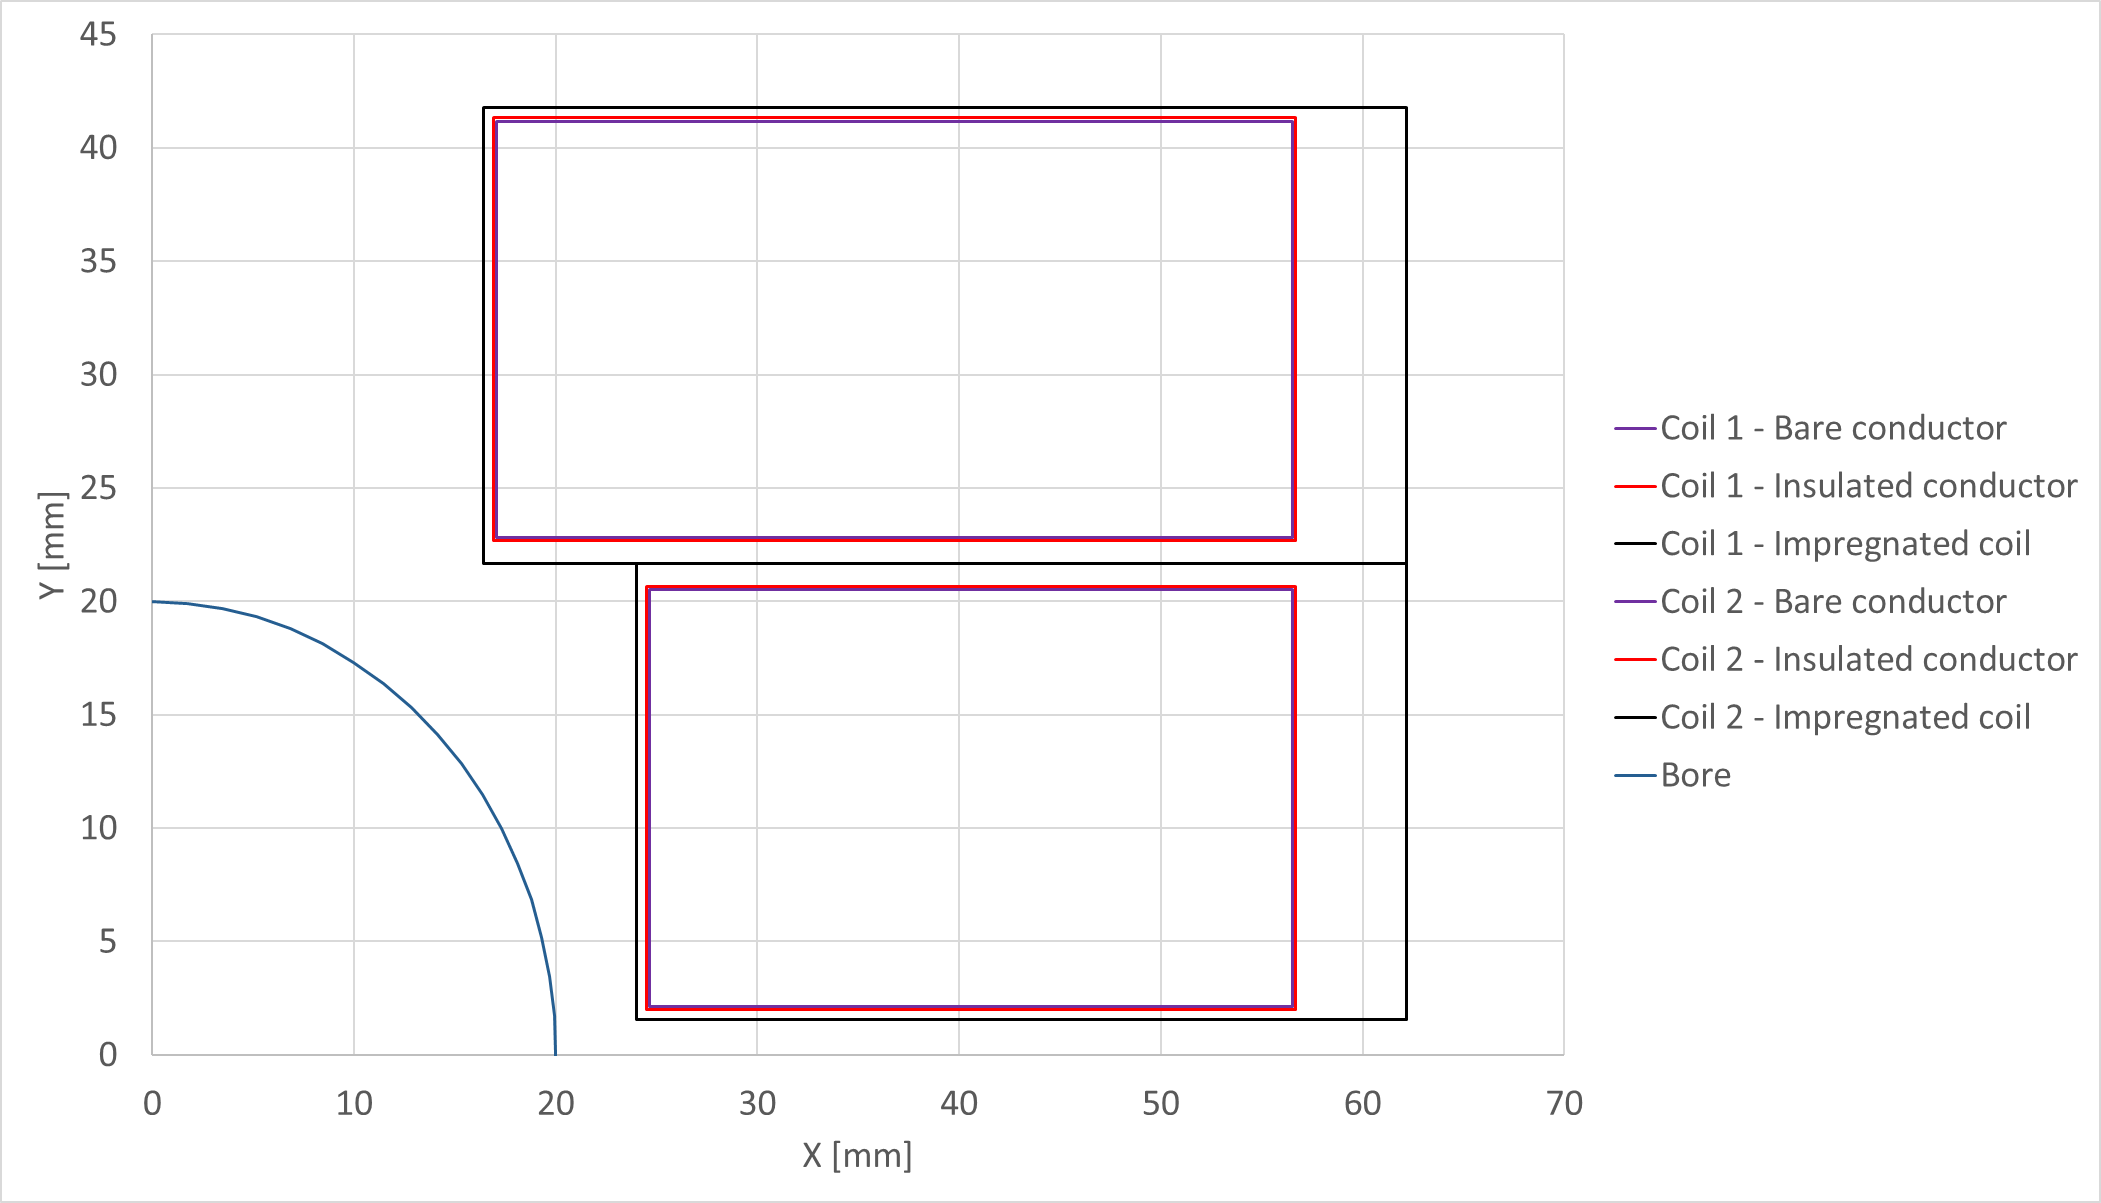 45
40
35
30
25
20
15
10
5
0
Y [mm]
0 10 20 30 40 50 60 70
X [mm]
Coil 1 - Bare conductor
Coil 1 - Insulated conductor
Coil 1 - Impregnated coil
Coil 2 - Bare conductor
Coil 2 - Insulated conductor
Coil 2 - Impregnated coil
Bore